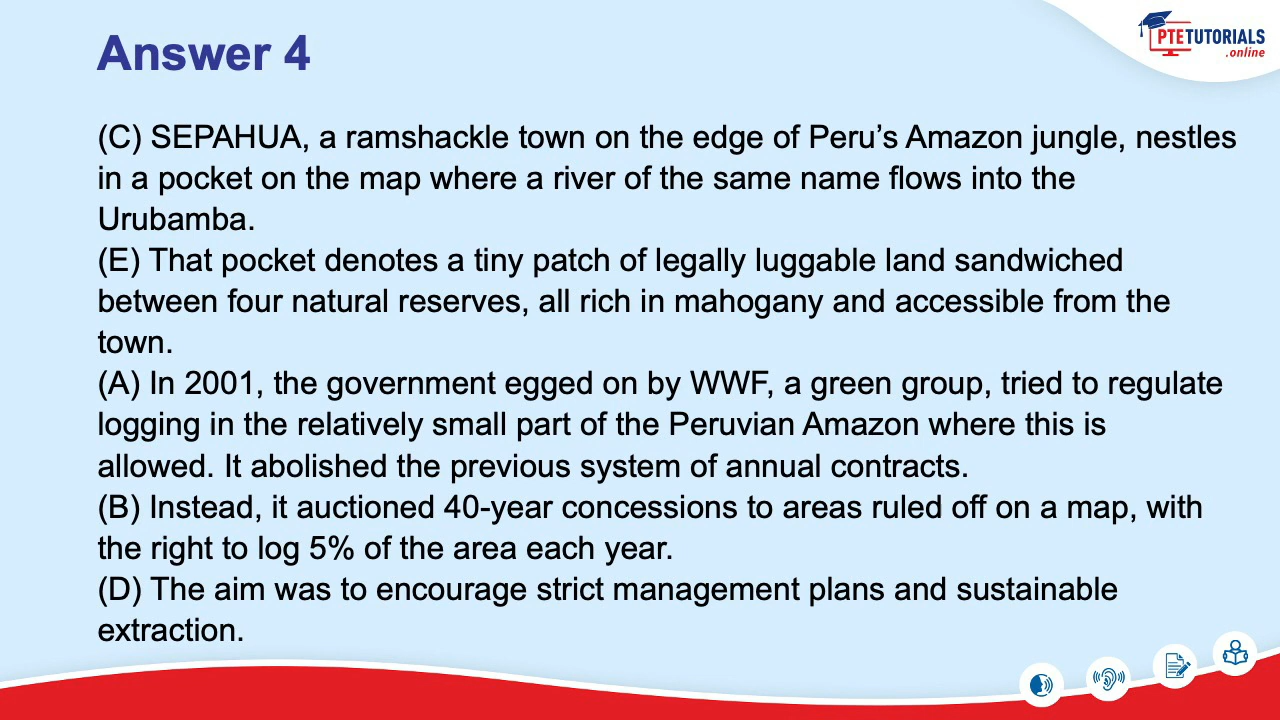 Answer 4
PTETUTORIALS
.online
(C) SEPAHUA, a ramshackle town on the edge of Peru’s Amazon jungle, nestles
in a pocket on the map where a river of the same name flows into the
Urubamba.
(E) That pocket denotes a tiny patch of legally luggable land sandwiched
between four natural reserves, all rich in mahogany and accessible from the
town.
(A) In 2001, the government egged on by WWF, a green group, tried to regulate
logging in the relatively small part of the Peruvian Amazon where this is
allowed. It abolished the previous system of annual contracts.
(B) Instead, it auctioned 40-year concessions to areas ruled off on a map, with
the right to log 5% of the area each year.
(D) The aim was to encourage strict management plans and sustainable
extraction.